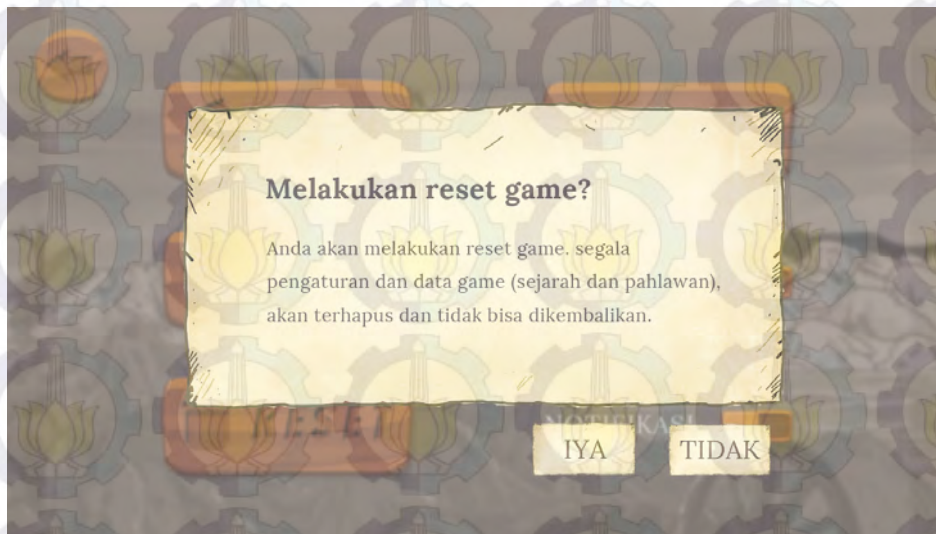 Melakukan reset game?
Anda akan melakukan reset game. segala
pengaturan dan data game (sejarah dan pahlawan),
akan terhapus dan tidak bisa dikembalikan.
RESET
NOTIFIKASI
IYA
TIDAK